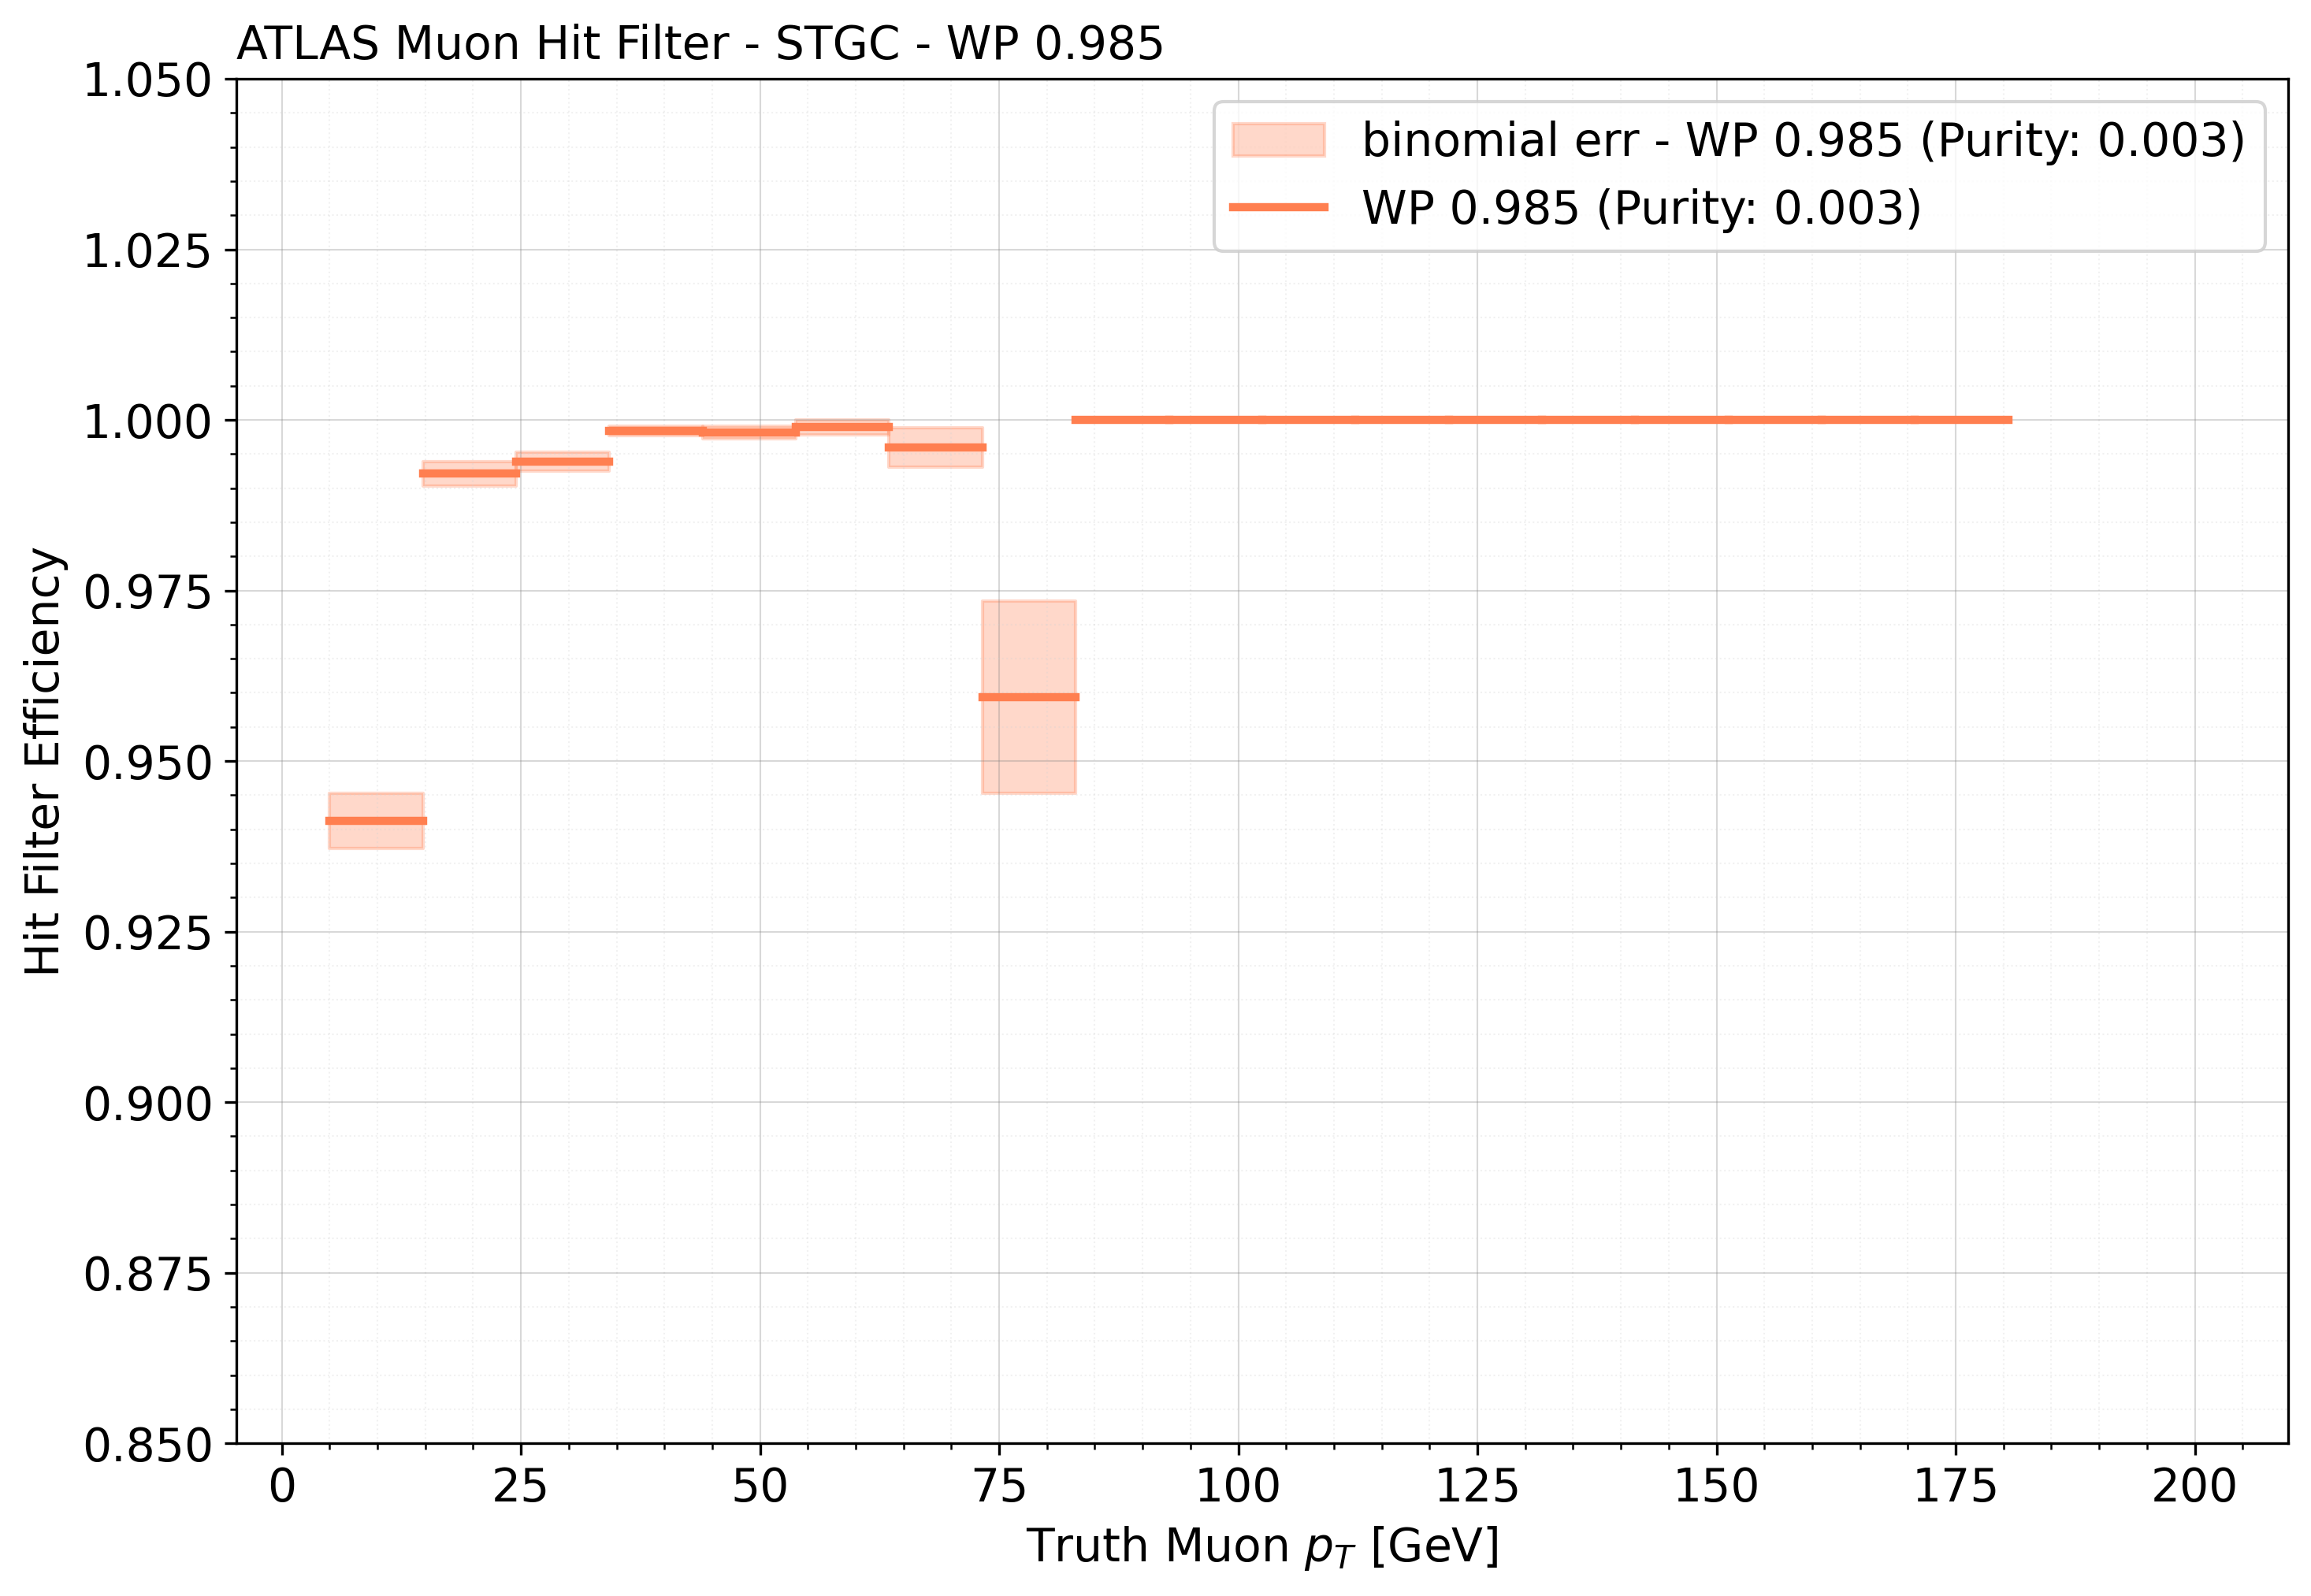 ATLAS Muon Hit Filter - STGC - WP 0.985
1.050
1.025
1.000
0.975
0.950
0.925
0.900
0.875
0.850
Hit Filter Efficiency
binomial err - WP 0.985 (Purity: 0.003)
WP 0.985 (Purity: 0.003)
0 25 50 75 100 125 150 175 200
Truth Muon p_T [GeV]